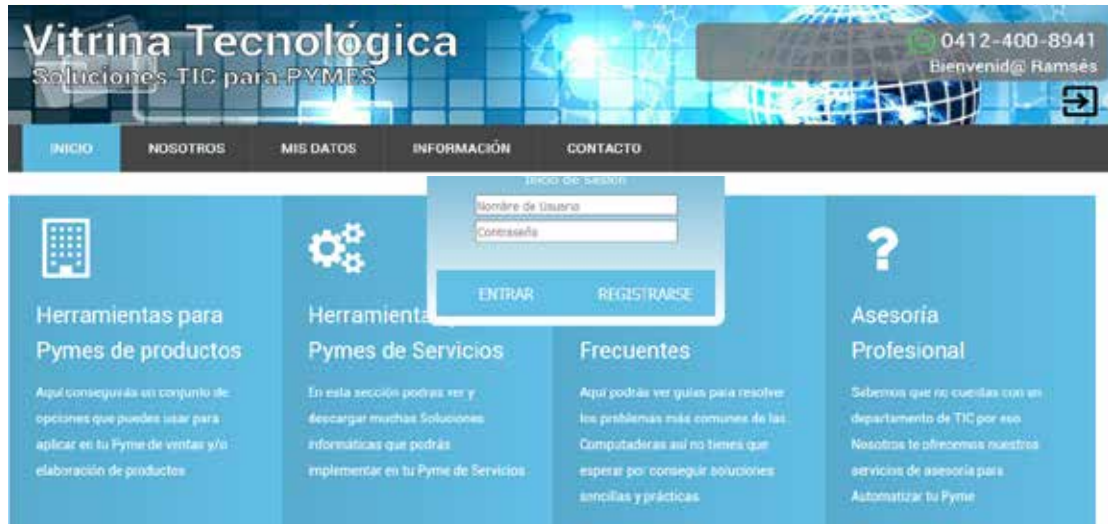 Vitrina Tecnológica
Soluciones TIC para PYMES
0412-400-8941
Bienvenid@ Ramsés
INICIO NOSOTROS MIS DATOS INFORMACIÓN CONTACTO
Inicio de Sesión
Nombre de Usuario
Contraseña
ENTRAR REGISTRARSE
Herramientas para
Pymes de productos
Aquí conseguirás un conjunto de
opciones que puedes usar para
aplicar en tu Pyme de ventas y/o
elaboración de productos
Herramienta
Pymes de Servicios
En esta sección podras ver y
descargar muchas Soluciones
informáticas que podrás
implementar en tu Pyme de Servicios
Frecuentes
Aquí podrás ver guías para resolver
los problemas más comunes de las
Computadoras así no tienes que
esperar por conseguir soluciones
sencillas y prácticas
?
Asesoría
Profesional
Sabemos que no cuentas con un
departamento de TIC por eso
Nosotros te ofrecemos nuestros
servicios de asesoría para
Automatizar tu Pyme